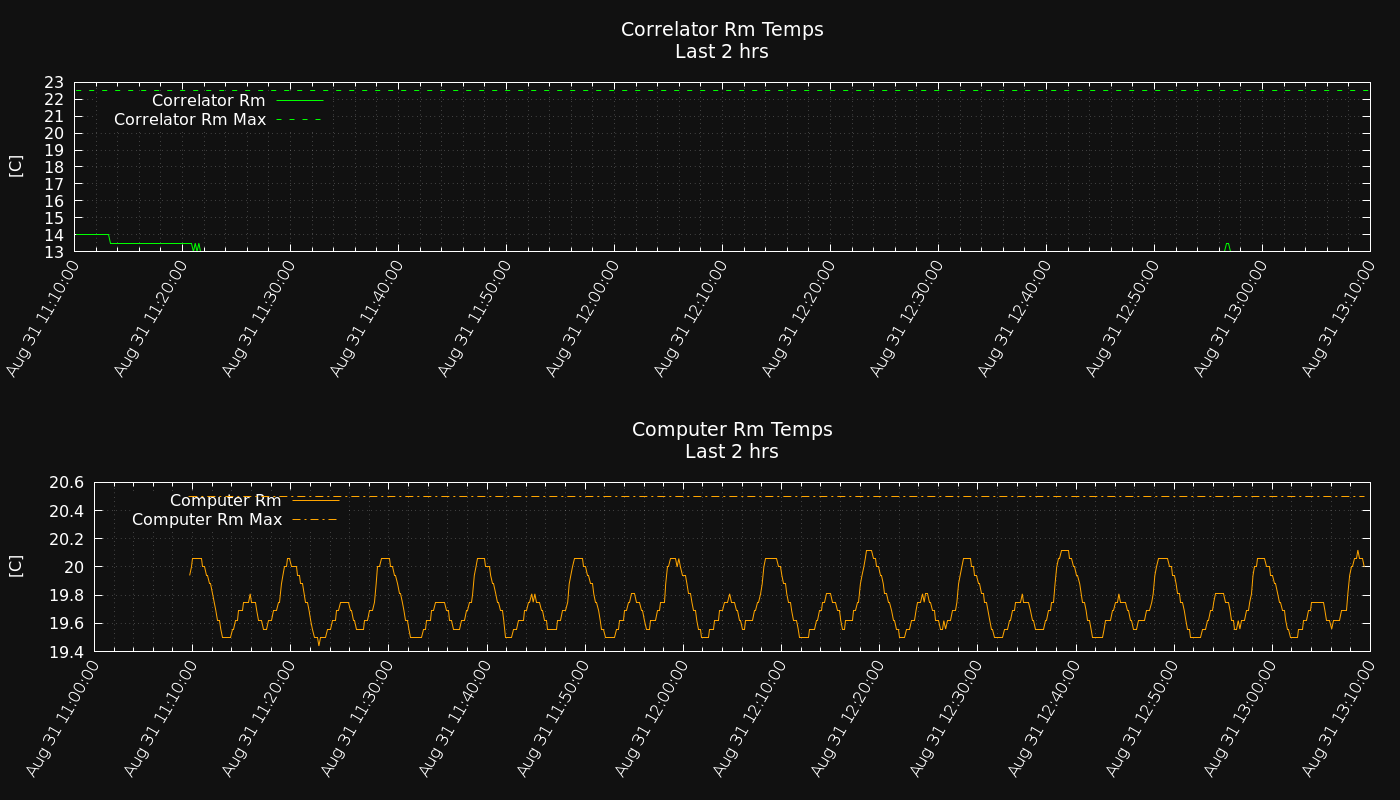 Correlator Rm Temps
Last 2 hrs
23
22
21
20
19
18
17
16
15
14
13
[C]
Correlator Rm
Correlator Rm Max
Aug 31 11:10:00
Aug 31 11:20:00
Aug 31 11:30:00
Aug 31 11:40:00
Aug 31 11:50:00
Aug 31 12:00:00
Aug 31 12:10:00
Aug 31 12:20:00
Aug 31 12:30:00
Aug 31 12:40:00
Aug 31 12:50:00
Aug 31 13:00:00
Aug 31 13:10:00
Computer Rm Temps
Last 2 hrs
20.6
20.4
20.2
20
19.8
19.6
19.4
[C]
Computer Rm
Computer Rm Max
Aug 31 11:00:00
Aug 31 11:10:00
Aug 31 11:20:00
Aug 31 11:30:00
Aug 31 11:40:00
Aug 31 11:50:00
Aug 31 12:00:00
Aug 31 12:10:00
Aug 31 12:20:00
Aug 31 12:30:00
Aug 31 12:40:00
Aug 31 12:50:00
Aug 31 13:00:00
Aug 31 13:10:00